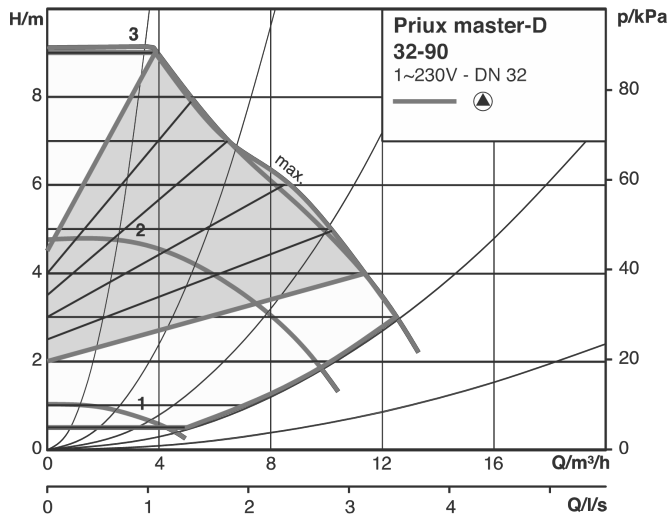 H/m
p/kPa
Priux master-D
32-90
1~230V - DN 32
3
8
80
max.
6
60
2
4
40
2
20
1
0
0
0 4 8 12 16 Q/m³/h
0 1 2 3 4 Q/l/s